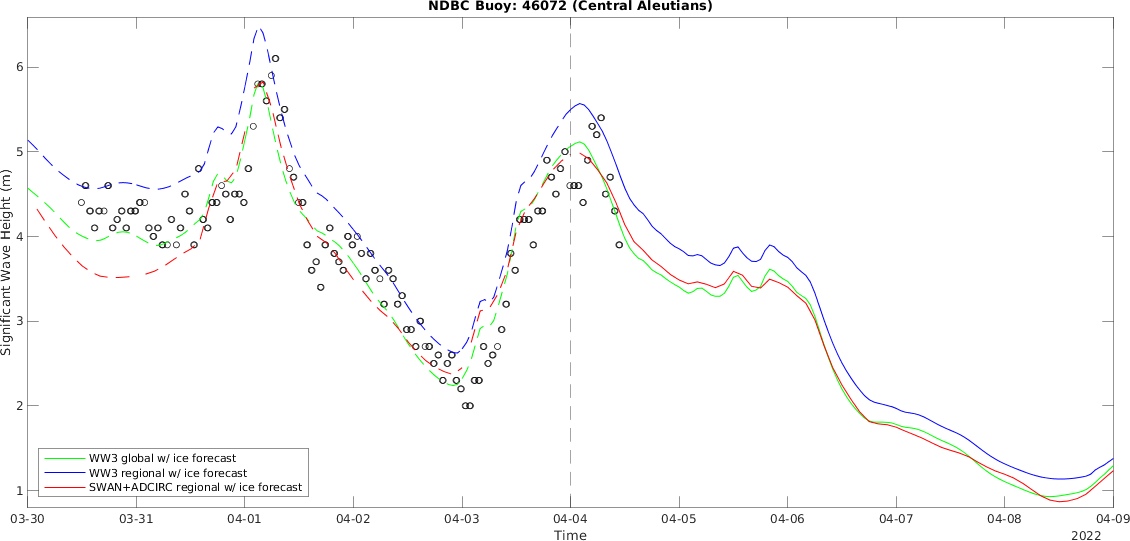 NDBC Buoy: 46072 (Central Aleutians)
Significant Wave Height (m)
6
5
4
3
2
1
WW3 global w/ ice forecast
WW3 regional w/ ice forecast
SWAN+ADCIRC regional w/ ice forecast
03-30 03-31 04-01 04-02 04-03 04-04 04-05 04-06 04-07 04-08 04-09
Time
2022